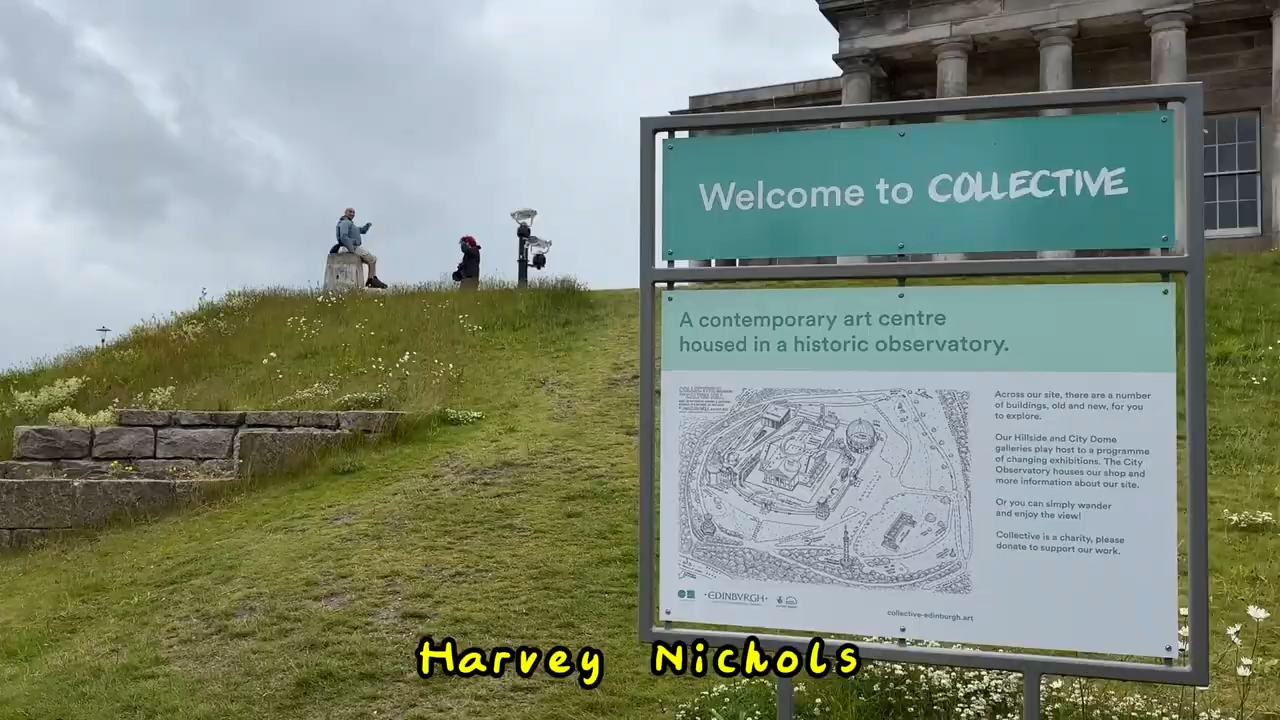 Welcome to COLLECTIVE
A contemporary art centre
housed in a historic observatory.
Across our site, there are a number
of buildings, old and new, for you
to explore.
Our Hillside and City Dome
galleries play host to a programme
of changing exhibitions. The City
Observatory houses our shop and
more information about our site.
Or you can simply wander
and enjoy the view!
Collective is a charity, please
donate to support our work.
·EDINBVRGH·
collective-edinburgh.art
Harvey Nichols